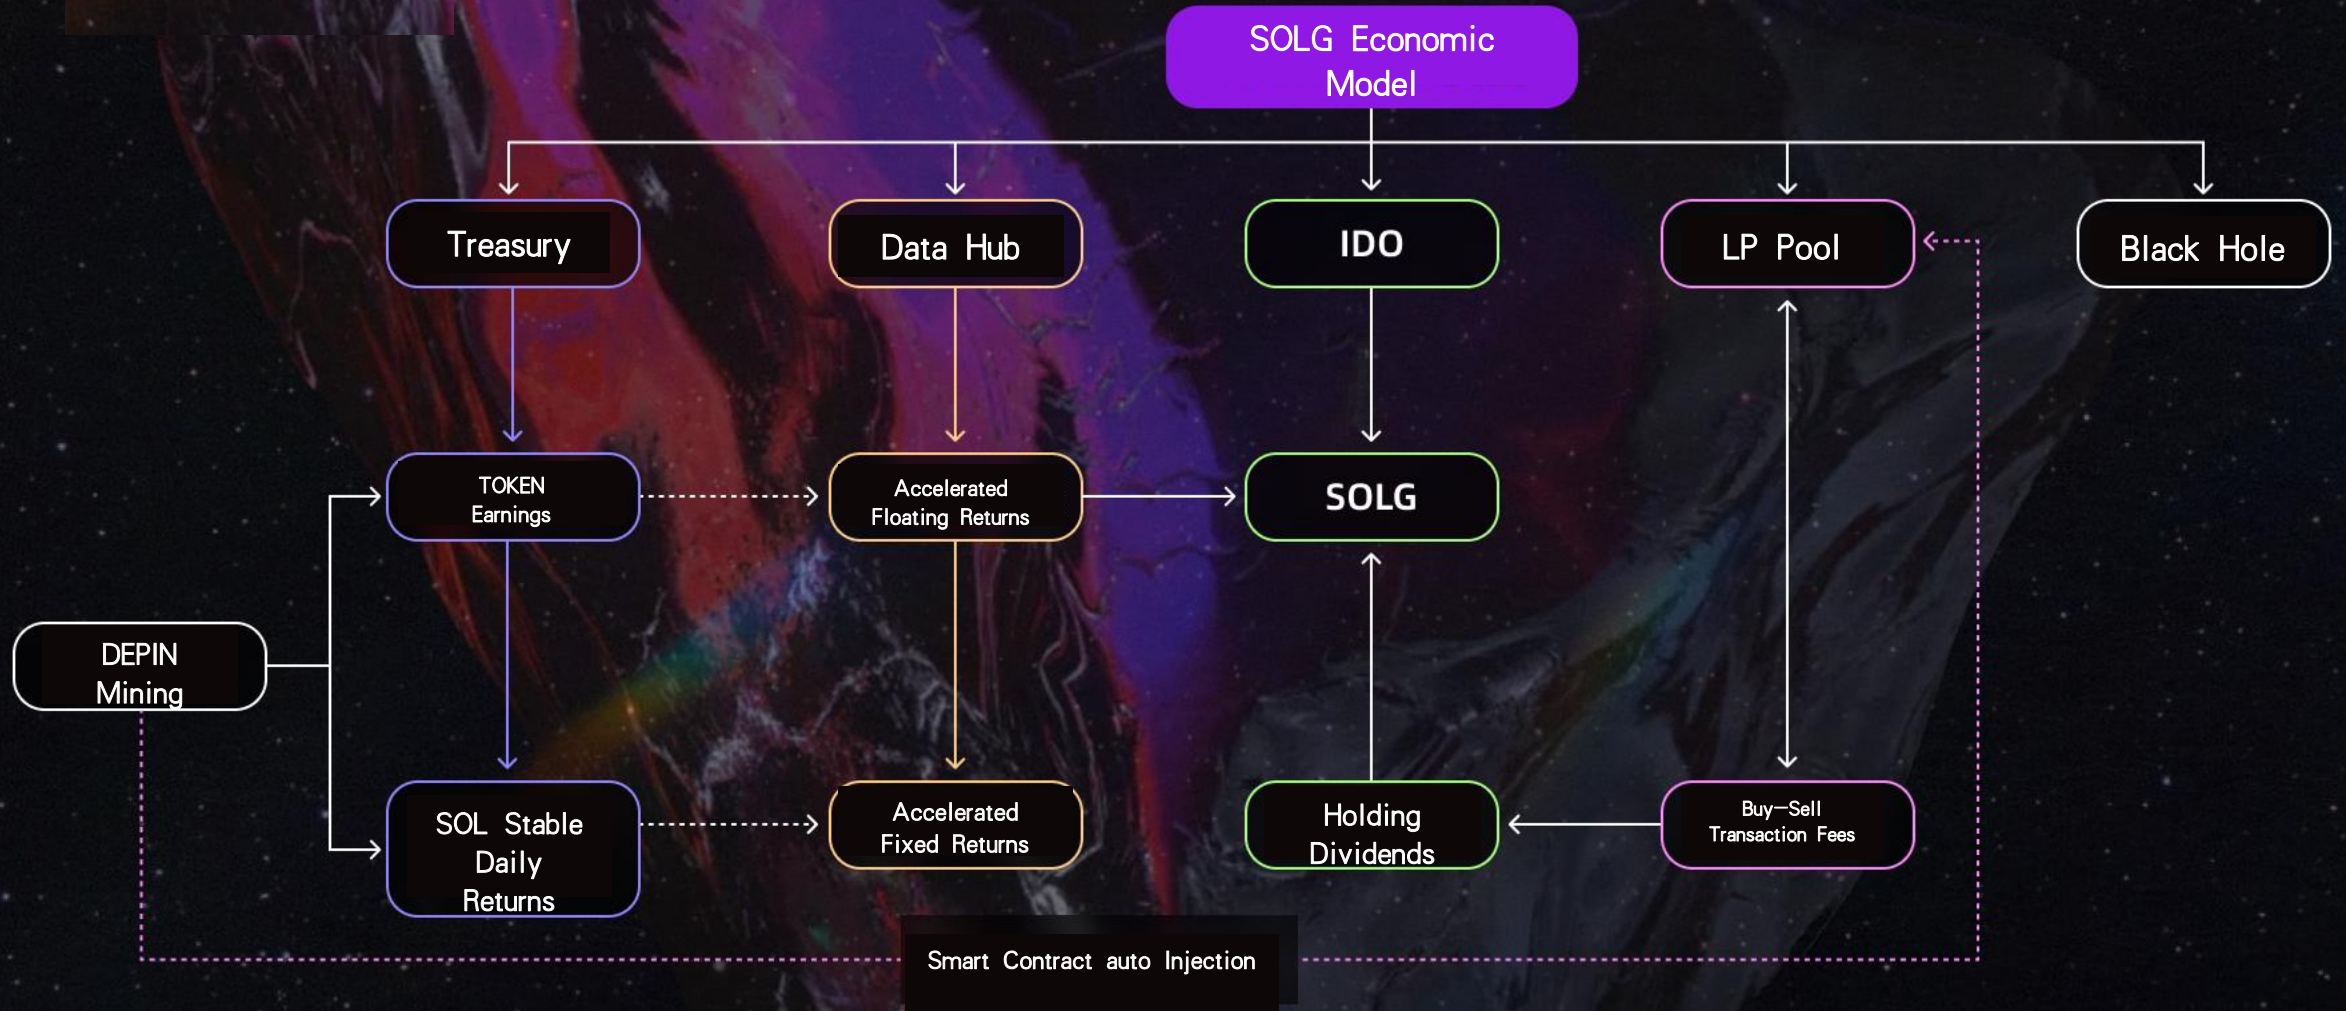 SOLG Economic
Model
Treasury
Data Hub
IDO
LP Pool
Black Hole
TOKEN
Earnings
Accelerated
Floating Returns
SOLG
DEPIN
Mining
SOL Stable
Daily
Returns
Accelerated
Fixed Returns
Holding
Dividends
Buy-Sell
Transaction Fees
Smart Contract auto Injection